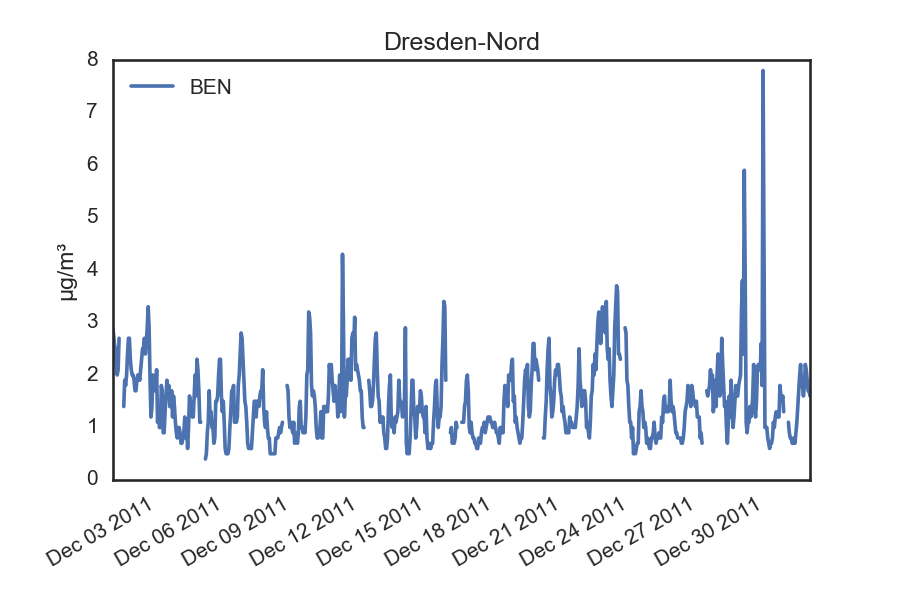 Dresden-Nord
BEN
µg/m³
8
7
6
5
4
3
2
1
0
Dec 03 2011
Dec 06 2011
Dec 09 2011
Dec 12 2011
Dec 15 2011
Dec 18 2011
Dec 21 2011
Dec 24 2011
Dec 27 2011
Dec 30 2011